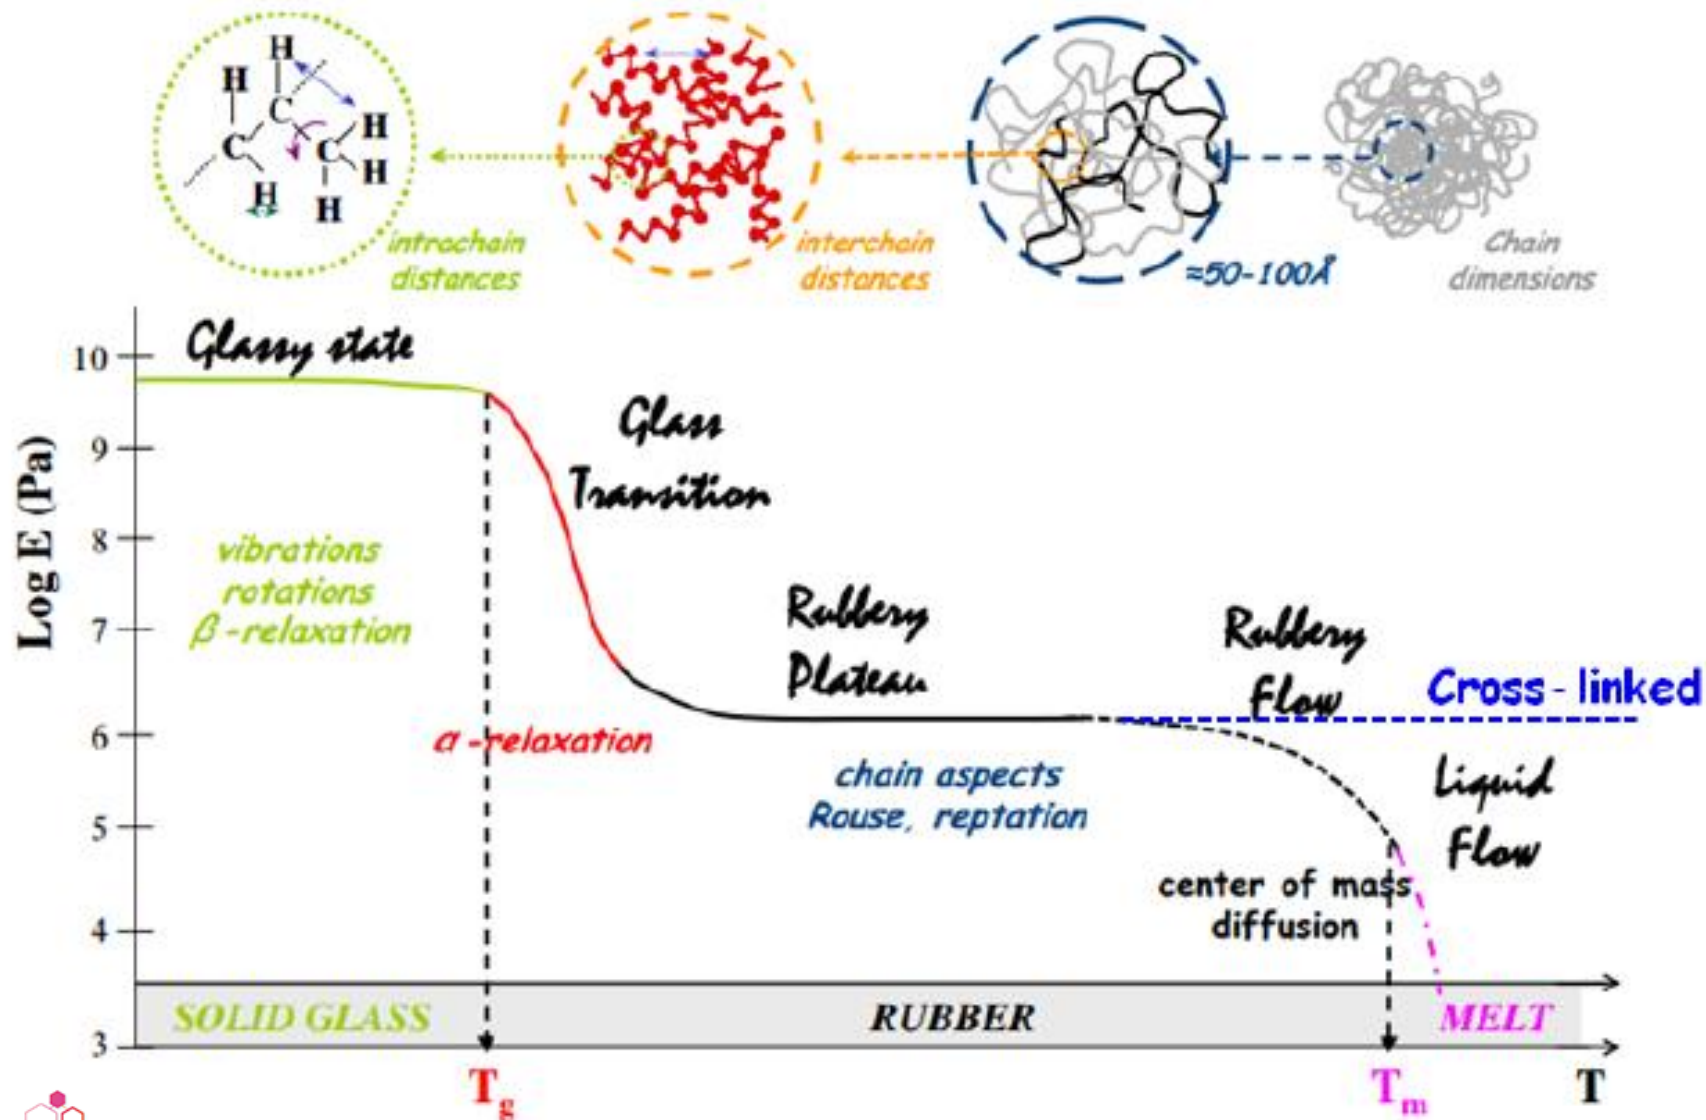 H
H
C
H
C
C
H
H
H
intrachain
distances
interchain
distances
≈50-100Å
Chain
dimensions
10
9
8
7
6
5
4
3
Log E (Pa)
Glassy state
Glass
Transition
vibrations
rotations
β-relaxation
α-relaxation
Rubbery
Plateau
Rubbery
Flow
Cross-linked
chain aspects
Rouse, reptation
Liquid
Flow
center of mass
diffusion
SOLID GLASS
RUBBER
MELT
Tg
Tm
T